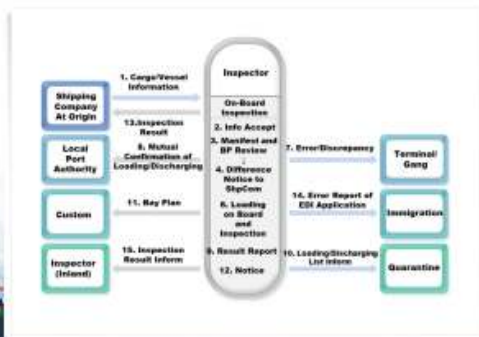 Inspector
1. Cargo/Vessel
Information
Shipping
Company
At Origin
On-Board
Inspection
13.Inspection
Result
2. Info Accept
3. Manifest and
BP Review
↓
4. Difference
Notice to
ShpCom
Local
Port
Authority
5. Mutual
Confirmation of
Loading/Discharging
7. Error/Discrepancy
Terminal/
Gang
Custom
11. Bay Plan
6. Loading
on Board
and
Inspection
14. Error Report of
EDI Application
Immigration
Inspector
(Inland)
15. Inspection
Result Inform
9. Result Report
12. Notice
10. Loading/Discharging
List Inform
Quarantine